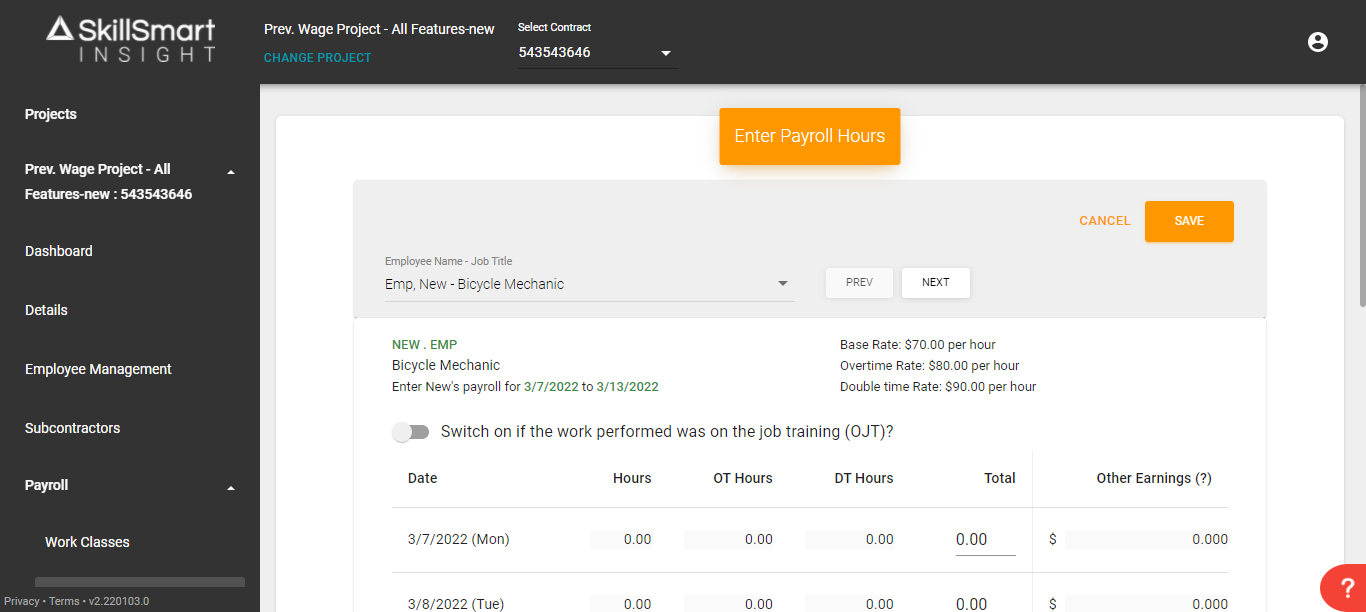 SkillSmart
INSIGHT
Prev. Wage Project - All Features-new
CHANGE PROJECT
Select Contract
543543646
Projects
Prev. Wage Project - All
Features-new : 543543646
Dashboard
Details
Employee Management
Subcontractors
Payroll
Work Classes
Privacy • Terms • v2.220103.0
Enter Payroll Hours
CANCEL SAVE
Employee Name - Job Title
Emp, New - Bicycle Mechanic
PREV NEXT
NEW . EMP
Bicycle Mechanic
Enter New's payroll for 3/7/2022 to 3/13/2022
Base Rate: $70.00 per hour
Overtime Rate: $80.00 per hour
Double time Rate: $90.00 per hour
Switch on if the work performed was on the job training (OJT)?
Date Hours OT Hours DT Hours Total Other Earnings (?)
3/7/2022 (Mon) 0.00 0.00 0.00 0.00 $ 0.000
3/8/2022 (Tue) 0.00 0.00 0.00 0.00 $ 0.000
?